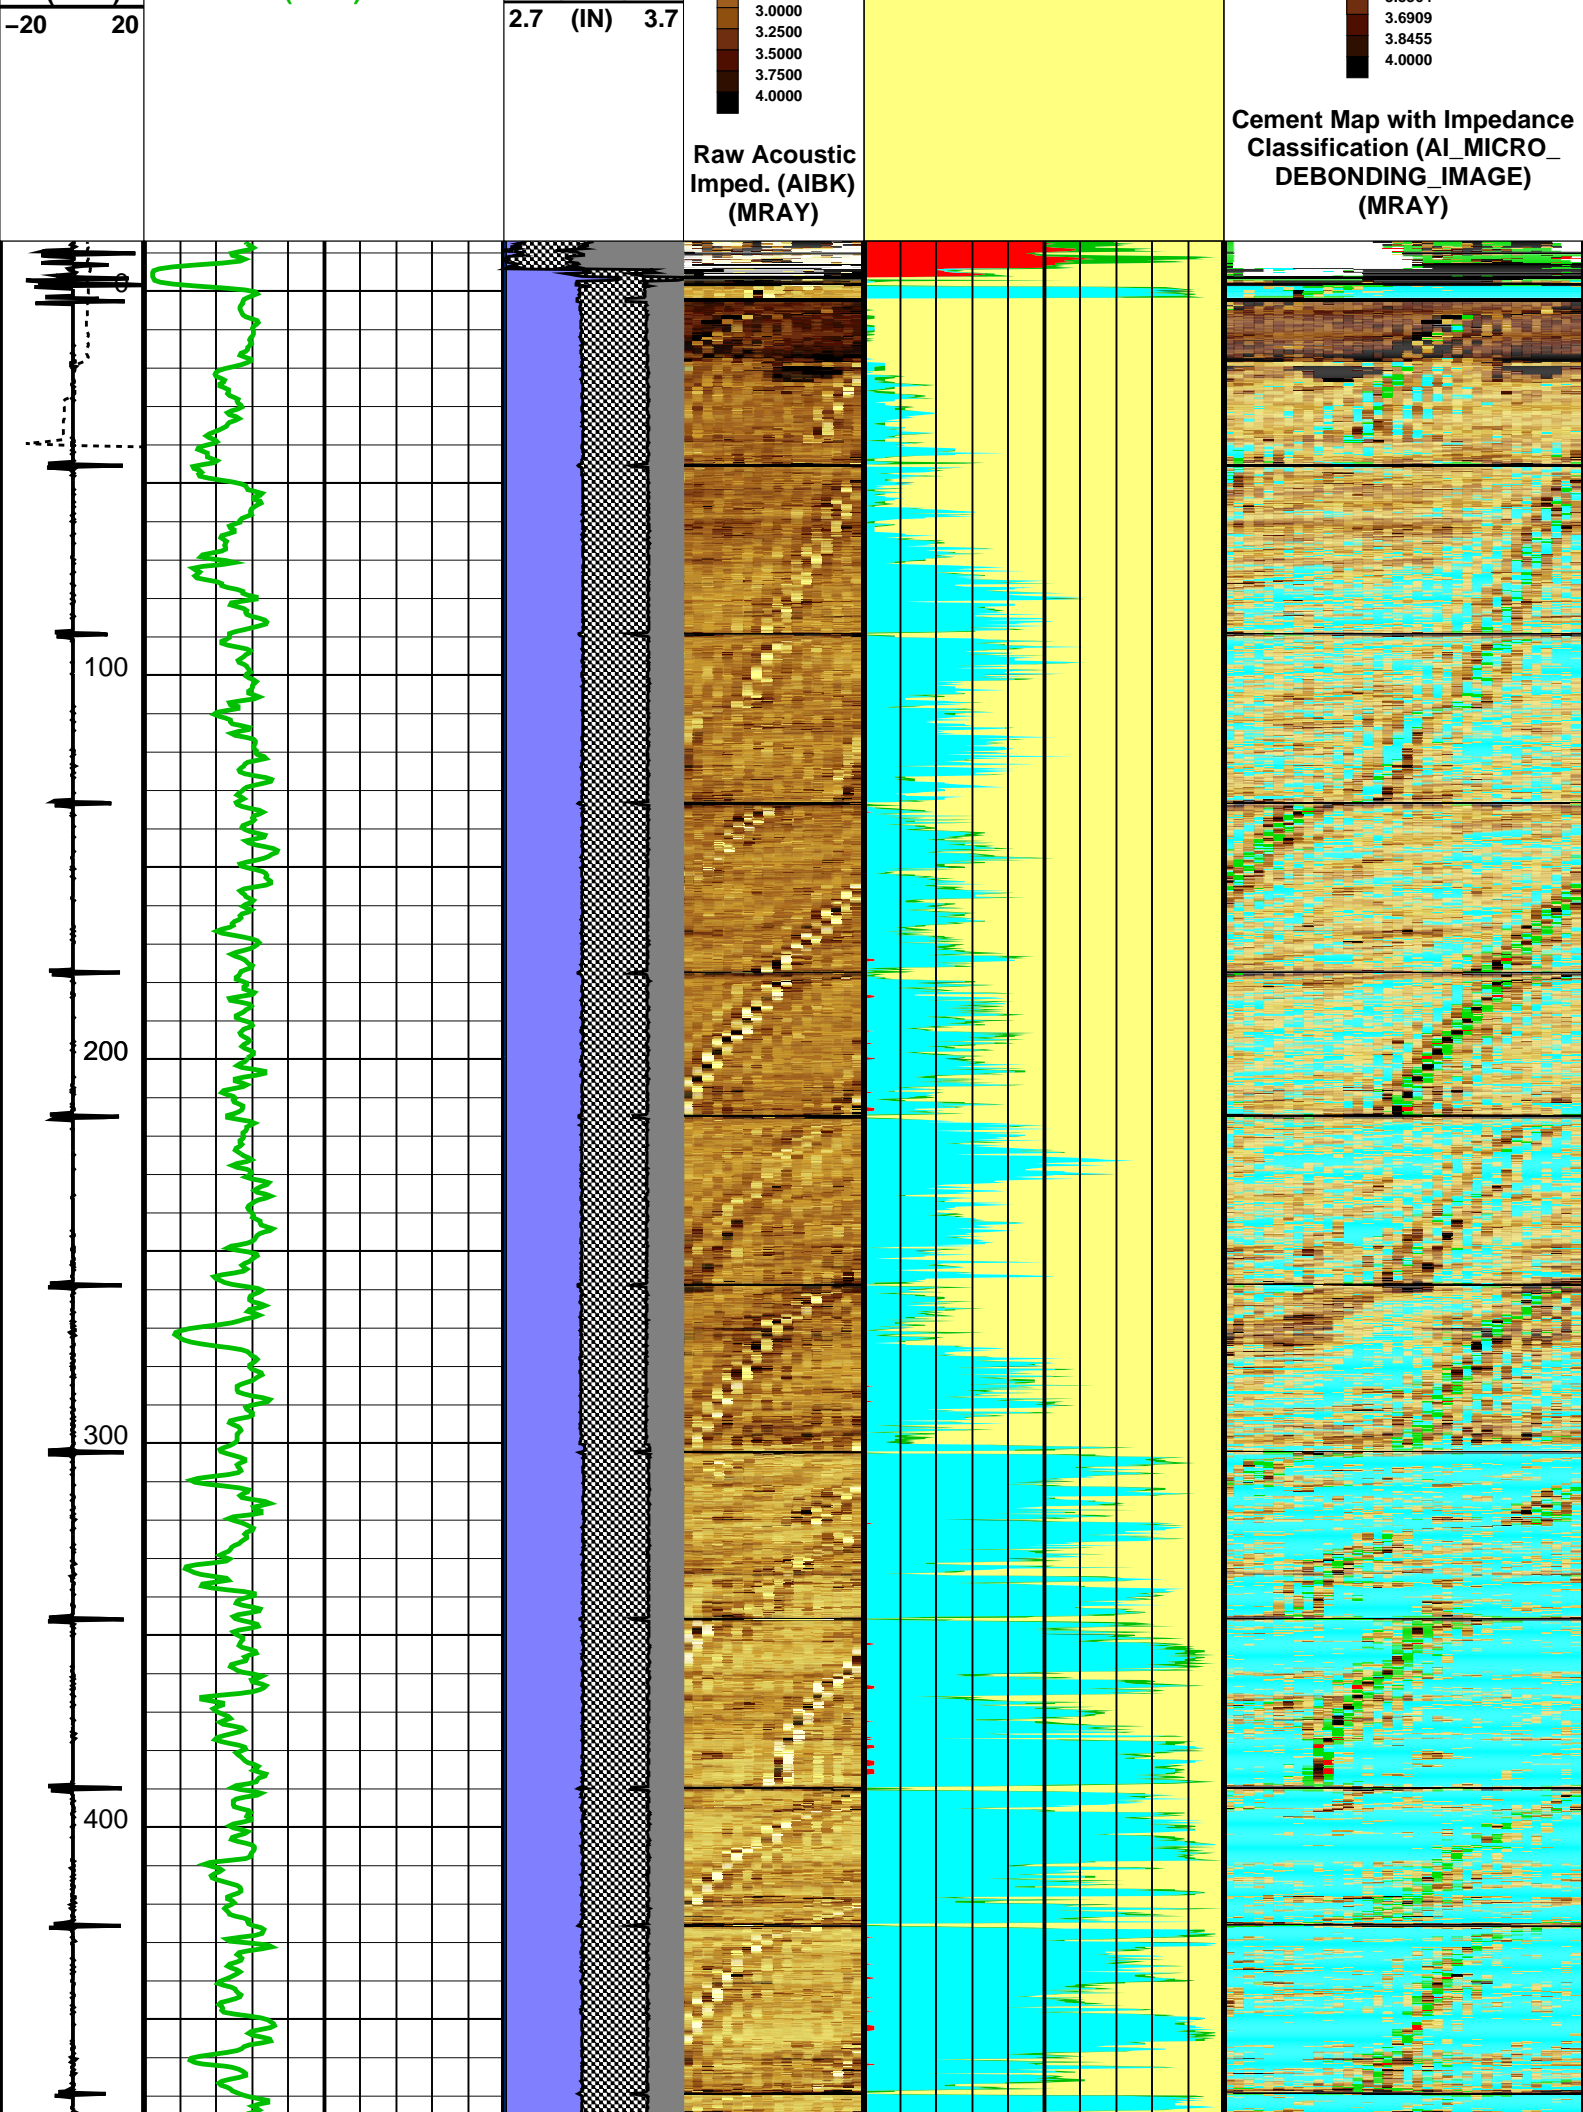 −20 20
2.7 (IN) 3.7
3.0000
3.2500
3.5000
3.7500
4.0000
Raw Acoustic
Imped. (AIBK)
(MRAY)
3.6909
3.8455
4.0000
Cement Map with Impedance
Classification (AI_MICRO_
DEBONDING_IMAGE)
(MRAY)
0
100
200
300
400